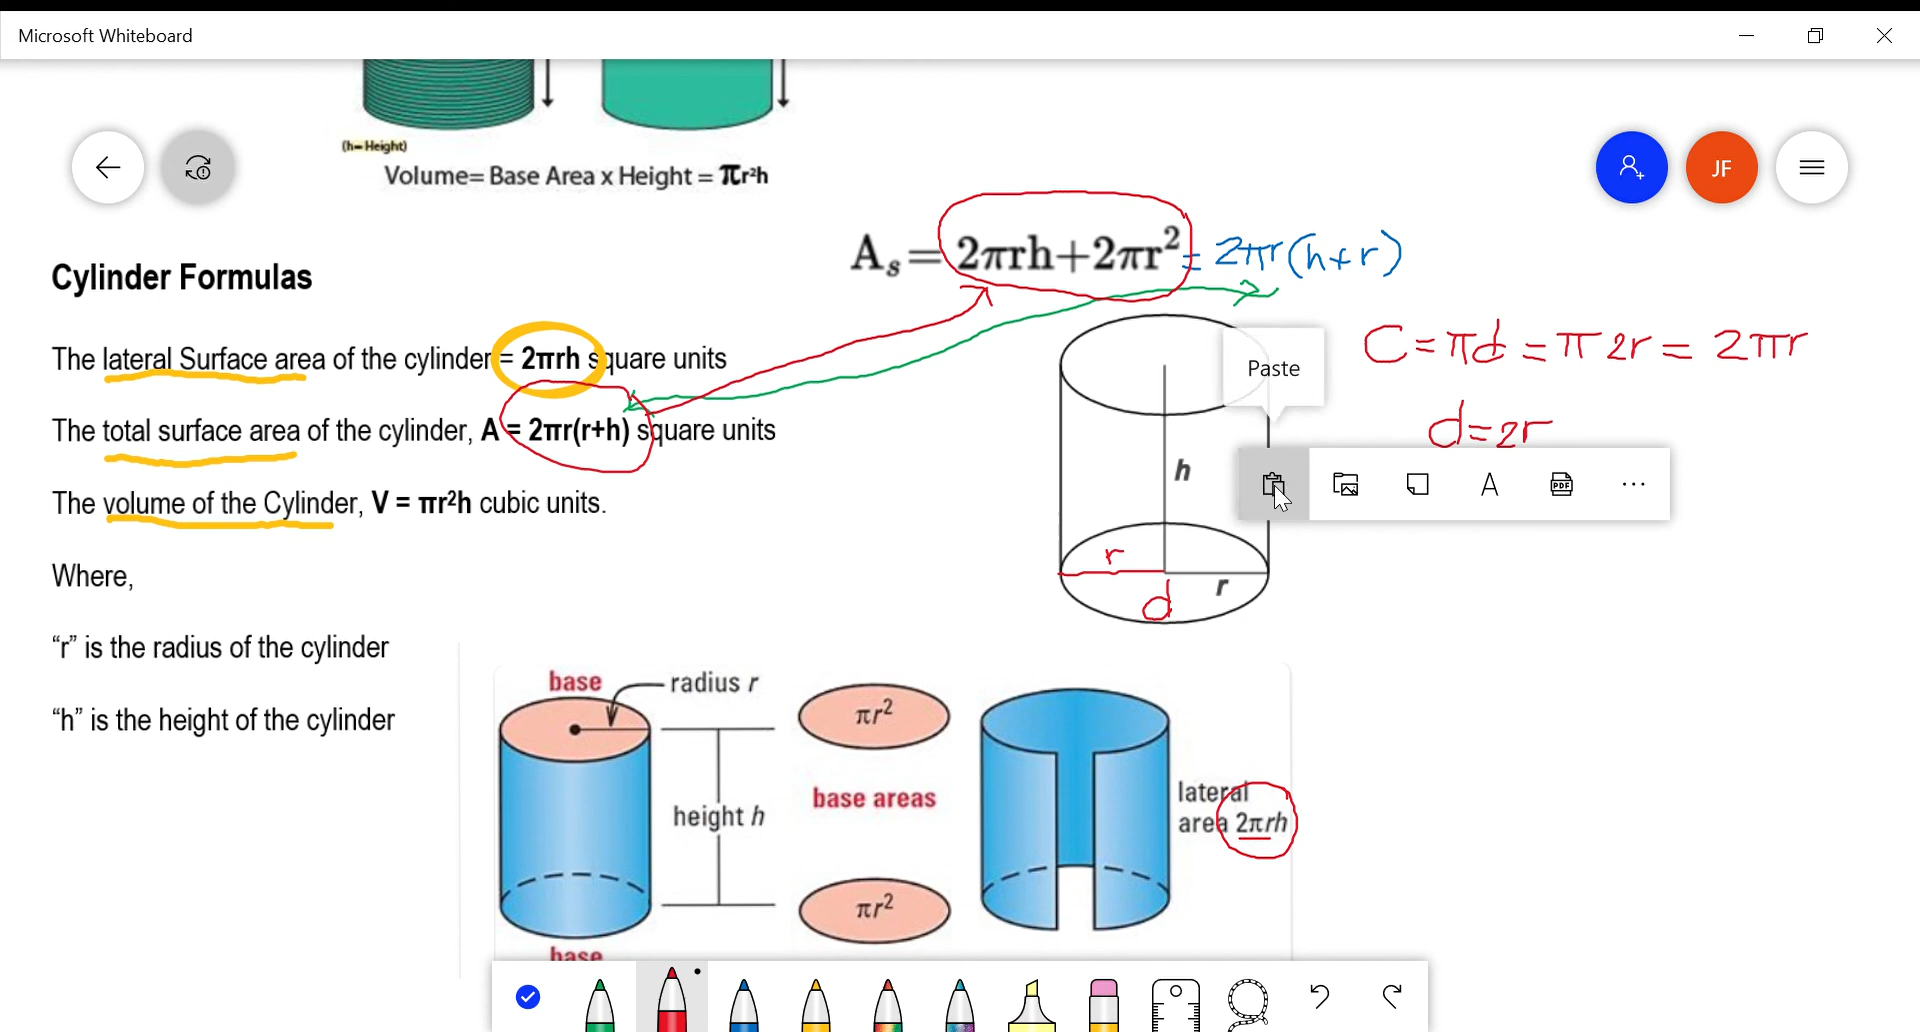 Microsoft Whiteboard
(h=Height)
Volume= Base Area x Height = πr²h
JF
Aₛ = 2πrh+2πr² = 2πr(h+r)
Cylinder Formulas
The lateral Surface area of the cylinder = 2πrh square units
C = πd = π2r = 2πr
Paste
The total surface area of the cylinder, A = 2πr(r+h) square units
d=2r
h
PDF
The volume of the Cylinder, V = πr²h cubic units.
Where,
r
r
d
“r” is the radius of the cylinder
“h” is the height of the cylinder
base
radius r
πr²
base areas
height h
lateral
area 2πrh
πr²
base